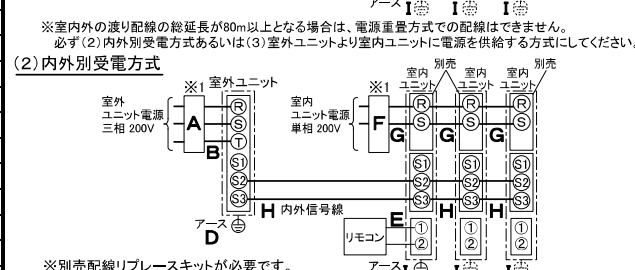 アース I I I
※室内外の渡り配線の総延長が80m以上となる場合は、電源重畳方式での配線はできません。
必ず(2)内外別受電方式あるいは(3)室外ユニットより室内ユニットに電源を供給する方式にしてください。
(2)内外別受電方式
※1 室外ユニット
室外
ユニット電源
三相 200V
A
B
R
S
T
S1
S2
S3
アース
D
H 内外信号線
※1
室内
ユニット電源
単相 200V
F
G G G
室内
ユニット
別売
室内
ユニット
室内
ユニット
別売
R R R
S S S
S1 S1 S1
S2 S2 S2
S3 S3 S3
H H
E
リモコン
① ① ①
② ② ②
アース I I I
※別売配線リプレースキットが必要です。